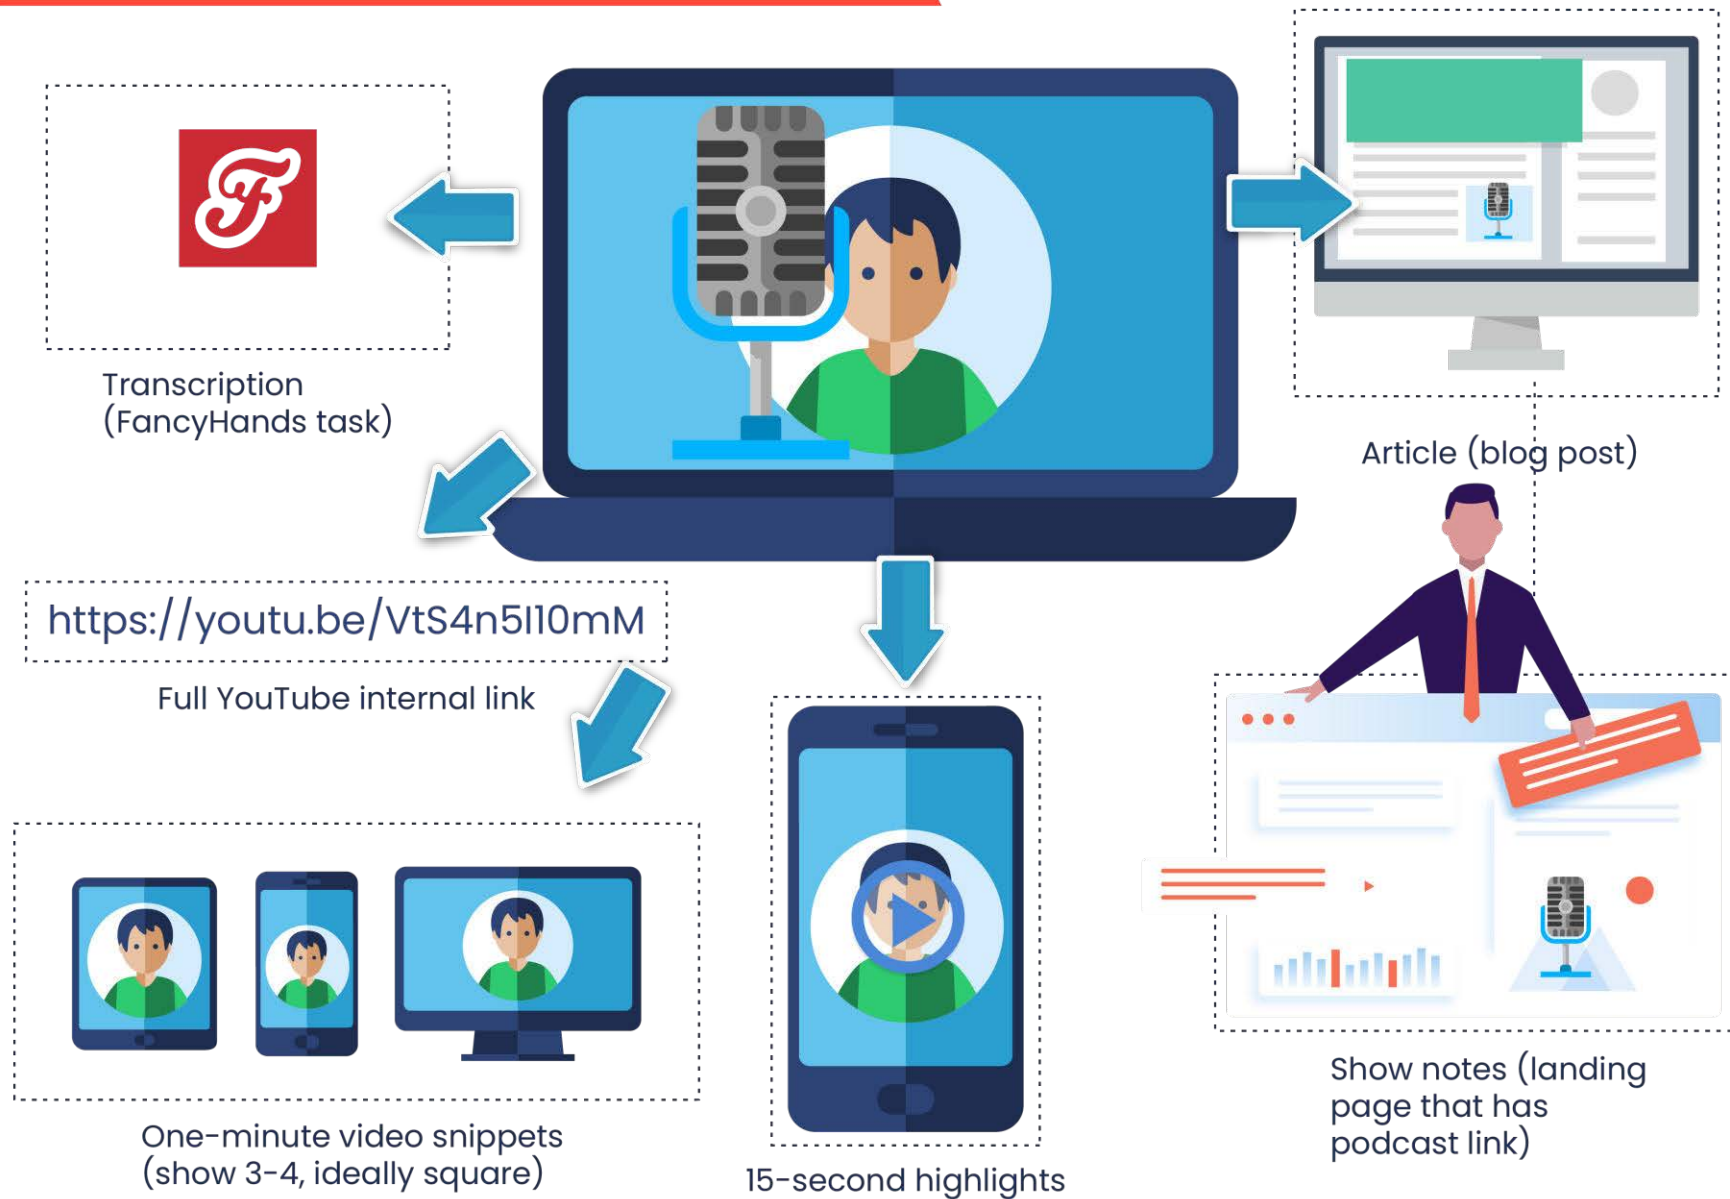 F
Transcription
(FancyHands task)
Article (blog post)
https://youtu.be/VtS4n5I10mM
Full YouTube internal link
One-minute video snippets
(show 3-4, ideally square)
15-second highlights
Show notes (landing
page that has
podcast link)